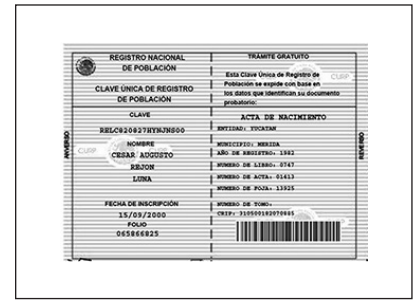 REGISTRO NACIONAL
DE POBLACIÓN
CLAVE ÚNICA DE REGISTRO
DE POBLACIÓN
CLAVE
RELC820827HYNJNS00
NOMBRE
CESAR AUGUSTO
REJON
LUNA
FECHA DE INSCRIPCIÓN
15/09/2000
FOLIO
065866825
ANVERSO
CURP
TRÁMITE GRATUITO
Esta Clave Única de Registro de
Población se expide con base en
los datos que identifican su documento
probatorio:
CURP
ACTA DE NACIMIENTO
ENTIDAD: YUCATAN
MUNICIPIO: MERIDA
AÑO DE REGISTRO: 1982
NUMERO DE LIBRO: 0747
NUMERO DE ACTA: 01613
NUMERO DE FOJA: 13925
NUMERO DE TOMO:
CRIP: 310500182070885
REVERSO